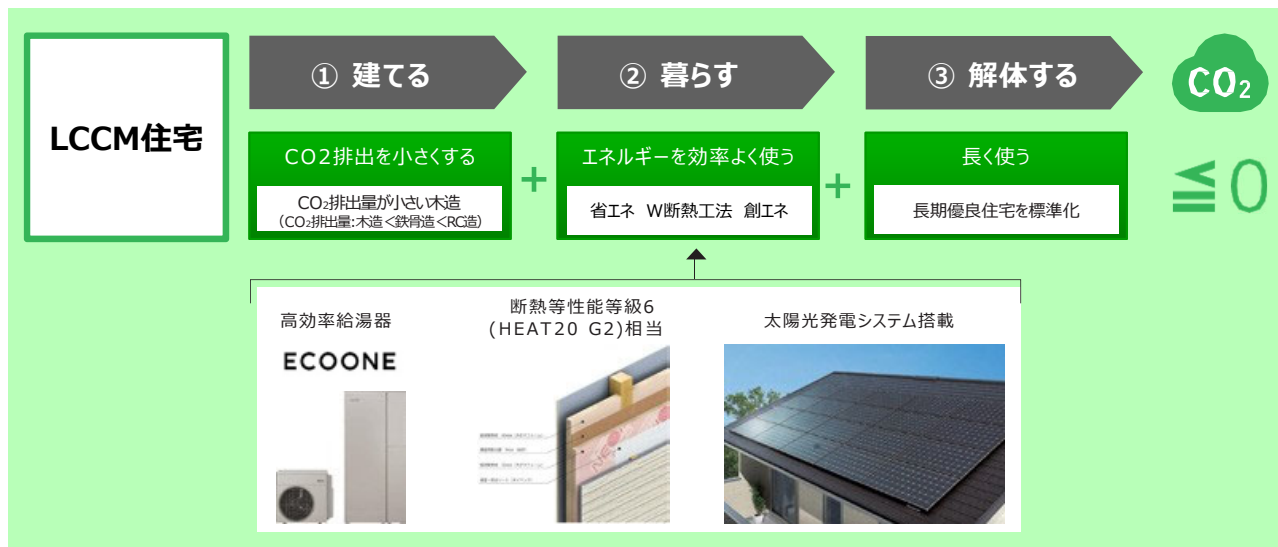 LCCM住宅
① 建てる
② 暮らす
③ 解体する
CO₂
≦0
CO2排出を小さくする
CO₂排出量が小さい木造
(CO₂排出量:木造<鉄骨造<RC造)
+
エネルギーを効率よく使う
省エネ W断熱工法 創エネ
+
長く使う
長期優良住宅を標準化
高効率給湯器
ECOONE
断熱等性能等級6
(HEAT20 G2)相当
太陽光発電システム搭載